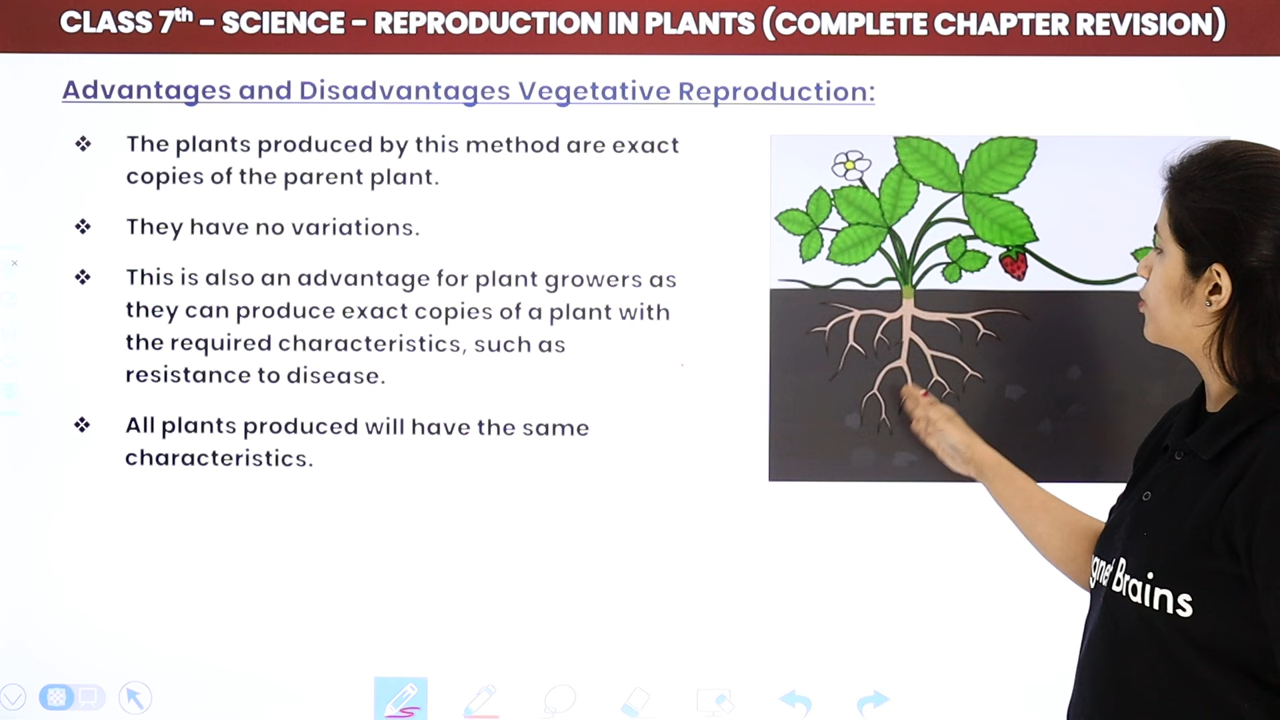 CLASS 7th – SCIENCE – REPRODUCTION IN PLANTS (COMPLETE CHAPTER REVISION)
Advantages and Disadvantages Vegetative Reproduction:
❖ The plants produced by this method are exact
copies of the parent plant.
❖ They have no variations.
❖ This is also an advantage for plant growers as
they can produce exact copies of a plant with
the required characteristics, such as
resistance to disease.
❖ All plants produced will have the same
characteristics.
Brains